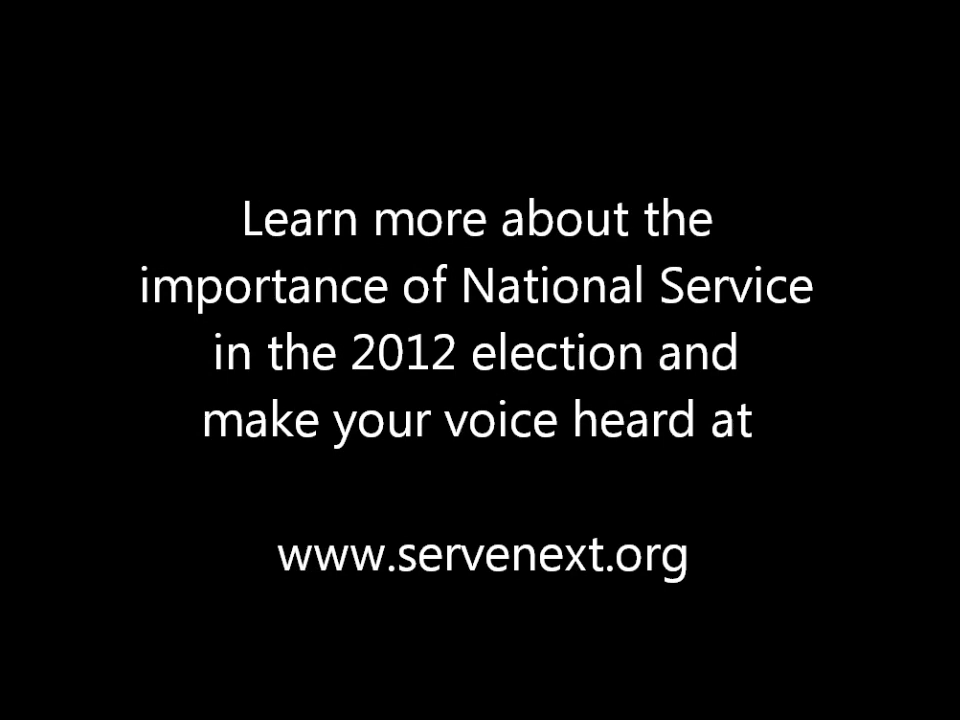 Learn more about the
importance of National Service
in the 2012 election and
make your voice heard at
www.servenext.org